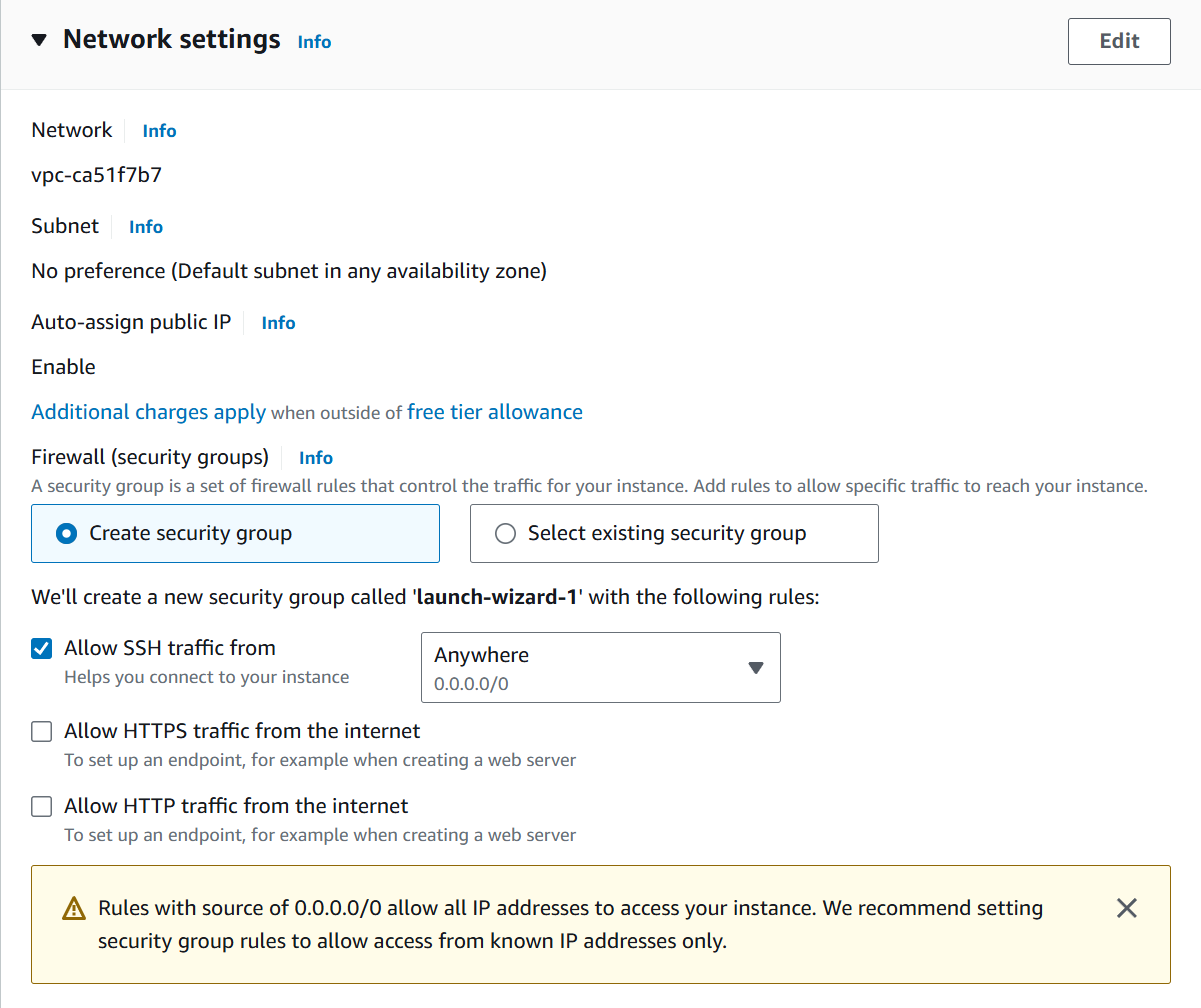 Network settings Info Edit
Network Info
vpc-ca51f7b7
Subnet Info
No preference (Default subnet in any availability zone)
Auto-assign public IP Info
Enable
Additional charges apply when outside of free tier allowance
Firewall (security groups) Info
A security group is a set of firewall rules that control the traffic for your instance. Add rules to allow specific traffic to reach your instance.
Create security group Select existing security group
We'll create a new security group called 'launch-wizard-1' with the following rules:
Allow SSH traffic from
Helps you connect to your instance
Anywhere
0.0.0.0/0
Allow HTTPS traffic from the internet
To set up an endpoint, for example when creating a web server
Allow HTTP traffic from the internet
To set up an endpoint, for example when creating a web server
Rules with source of 0.0.0.0/0 allow all IP addresses to access your instance. We recommend setting
security group rules to allow access from known IP addresses only.